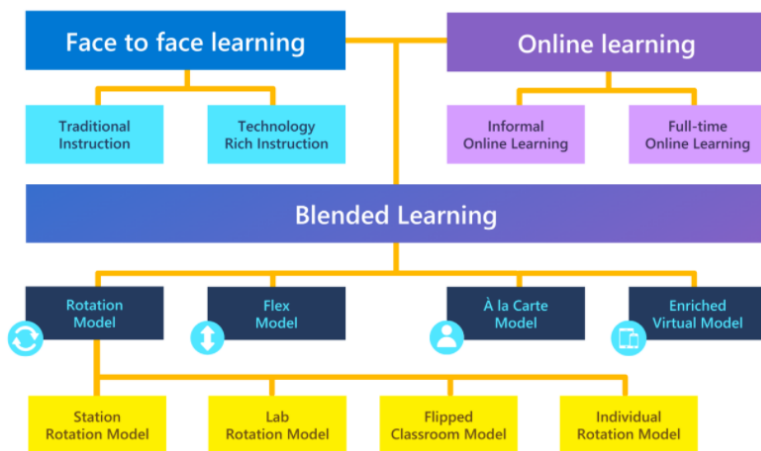 Face to face learning
Online learning
Traditional
Instruction
Technology
Rich Instruction
Informal
Online Learning
Full-time
Online Learning
Blended Learning
Rotation
Model
Flex
Model
À la Carte
Model
Enriched
Virtual Model
Station
Rotation Model
Lab
Rotation Model
Flipped
Classroom Model
Individual
Rotation Model